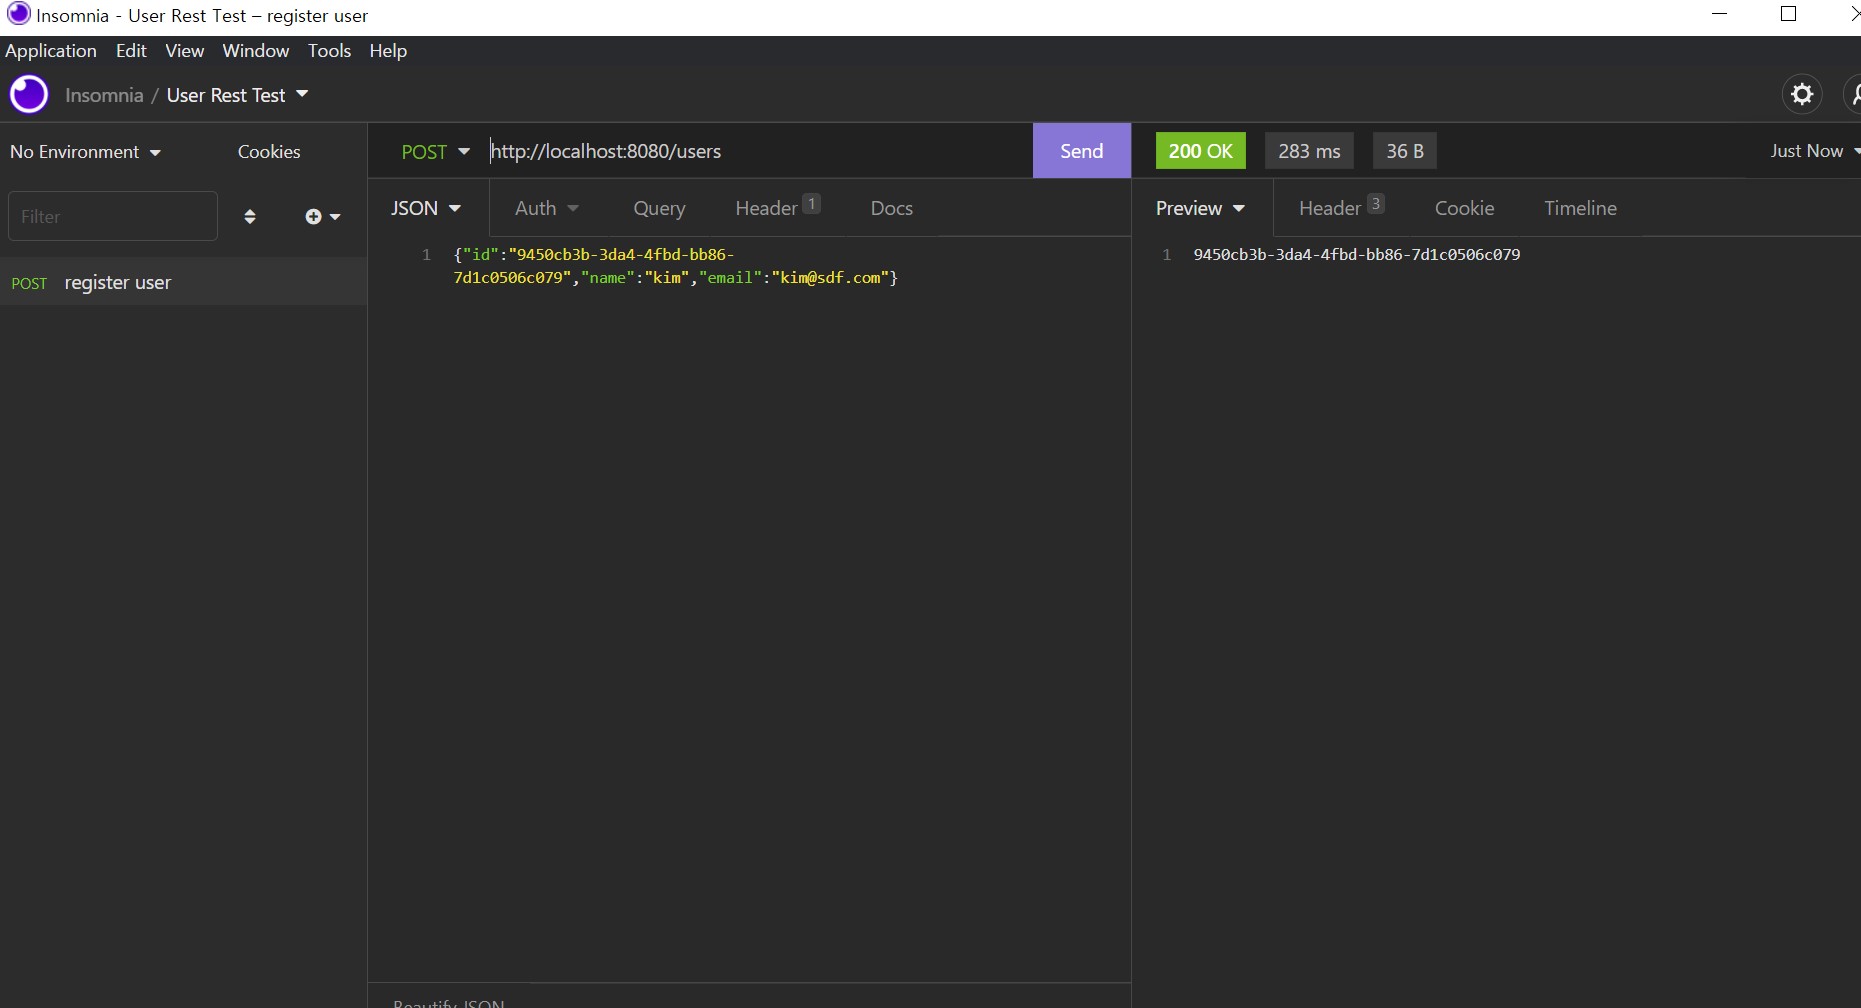 Insomnia - User Rest Test – register user
Application Edit View Window Tools Help
Insomnia / User Rest Test
No Environment Cookies
POST http://localhost:8080/users Send 200 OK 283 ms 36 B Just Now
Filter
JSON Auth Query Header 1 Docs
Preview Header 3 Cookie Timeline
POST register user
1 {"id":"9450cb3b-3da4-4fbd-bb86-
7d1c0506c079","name":"kim","email":"kim@sdf.com"}
1 9450cb3b-3da4-4fbd-bb86-7d1c0506c079
Beautify JSON